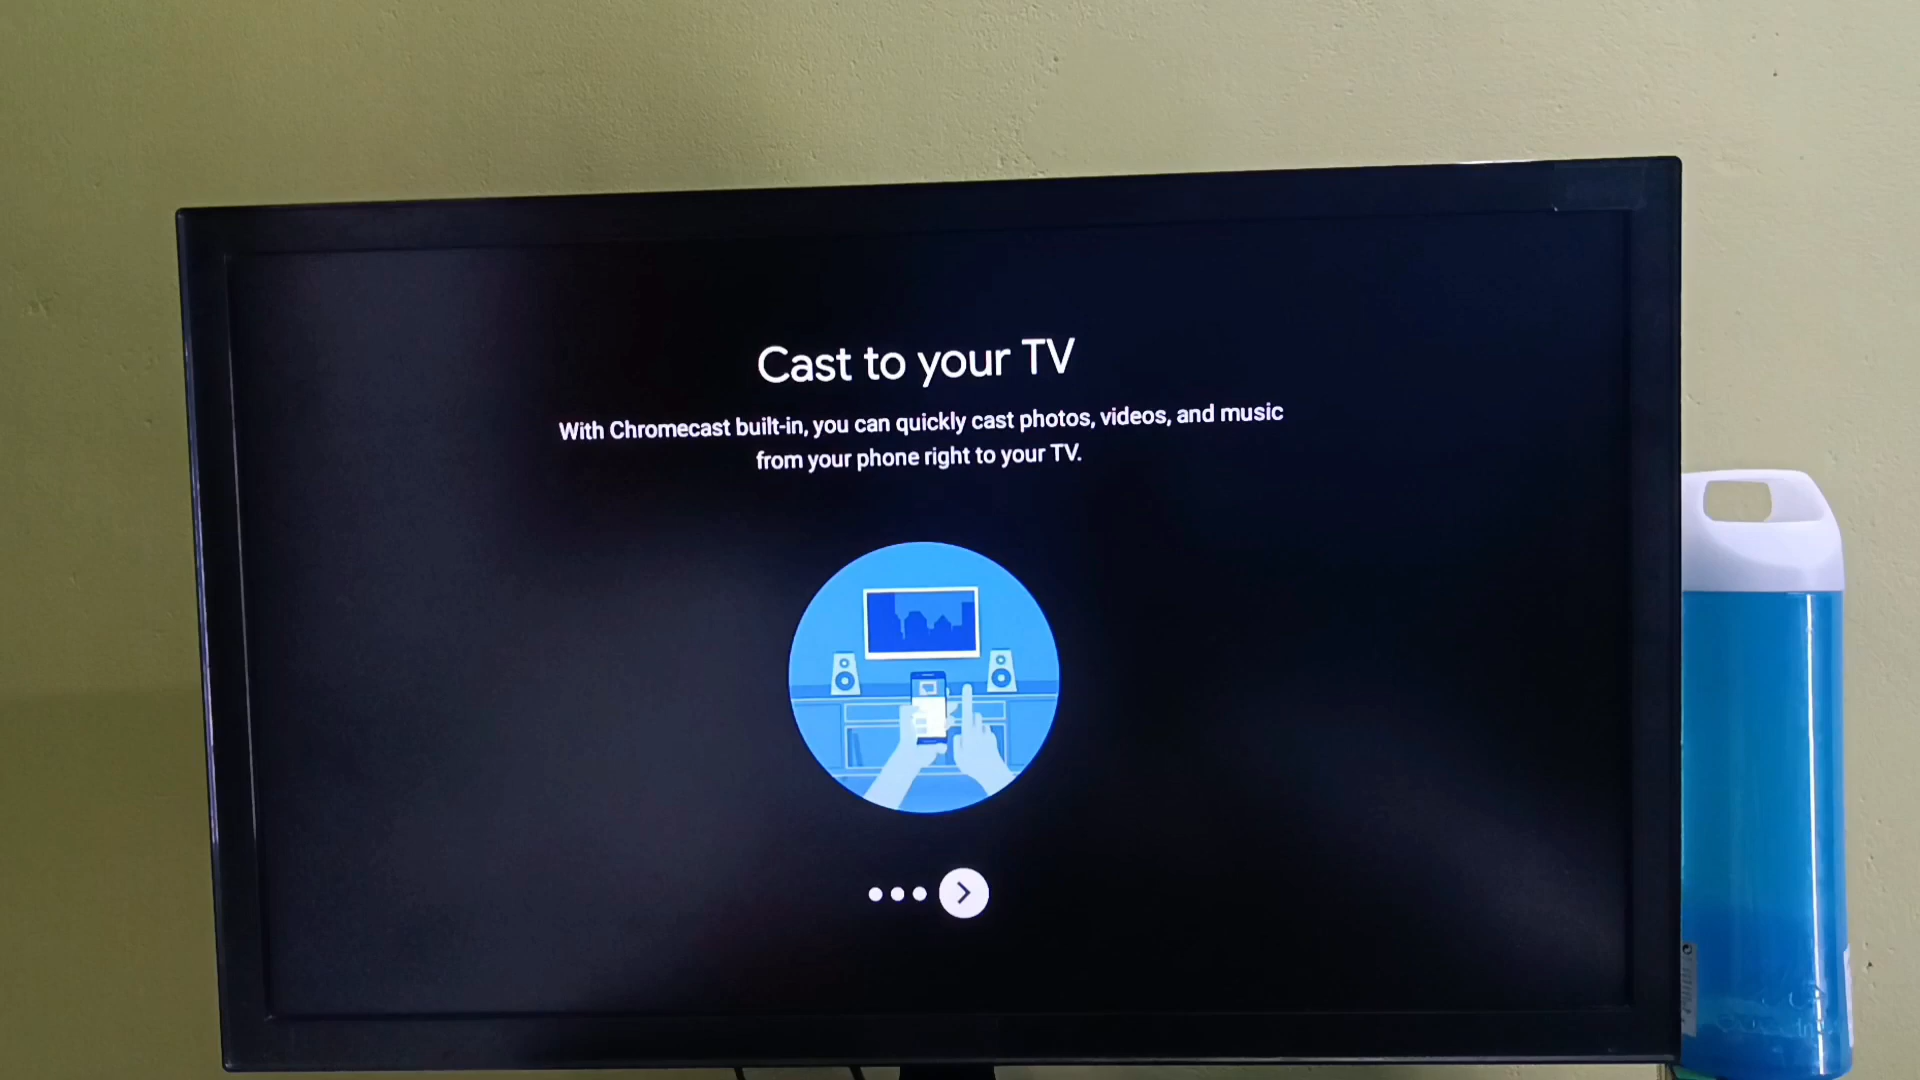 Cast to your TV
With Chromecast built-in, you can quickly cast photos, videos, and music
from your phone right to your TV.